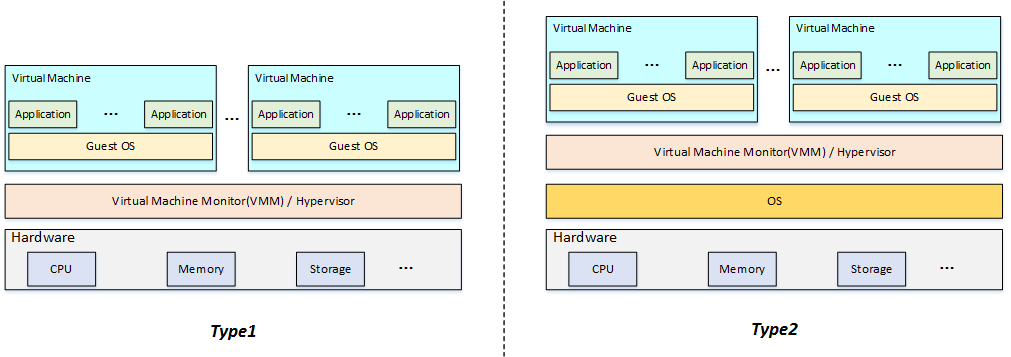 Virtual Machine
Application ... Application
Guest OS
...
Virtual Machine
Application ... Application
Guest OS
Virtual Machine Monitor(VMM) / Hypervisor
Hardware
CPU
Memory
Storage
...
Type1
Virtual Machine
Application ... Application
Guest OS
...
Virtual Machine
Application ... Application
Guest OS
Virtual Machine Monitor(VMM) / Hypervisor
OS
Hardware
CPU
Memory
Storage
...
Type2